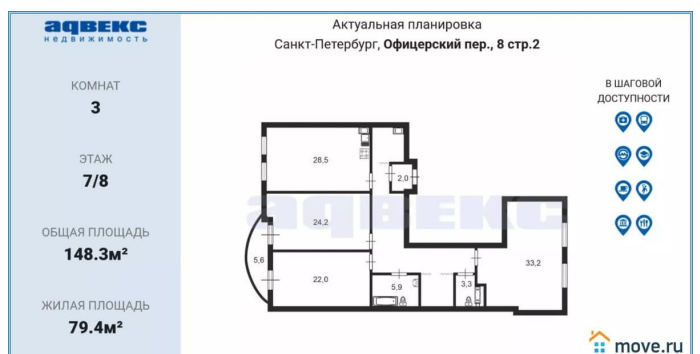 адвекс
недвижимость
КОМНАТ
3
ЭТАЖ
7/8
ОБЩАЯ ПЛОЩАДЬ
148.3м²
ЖИЛАЯ ПЛОЩАДЬ
79.4м²
Актуальная планировка
Санкт-Петербург, Офицерский пер., 8 стр.2
В ШАГОВОЙ
ДОСТУПНОСТИ
28,5
2,0
24,2
адвекс
5,6
22,0
5,9
3,3
33,2
move.ru